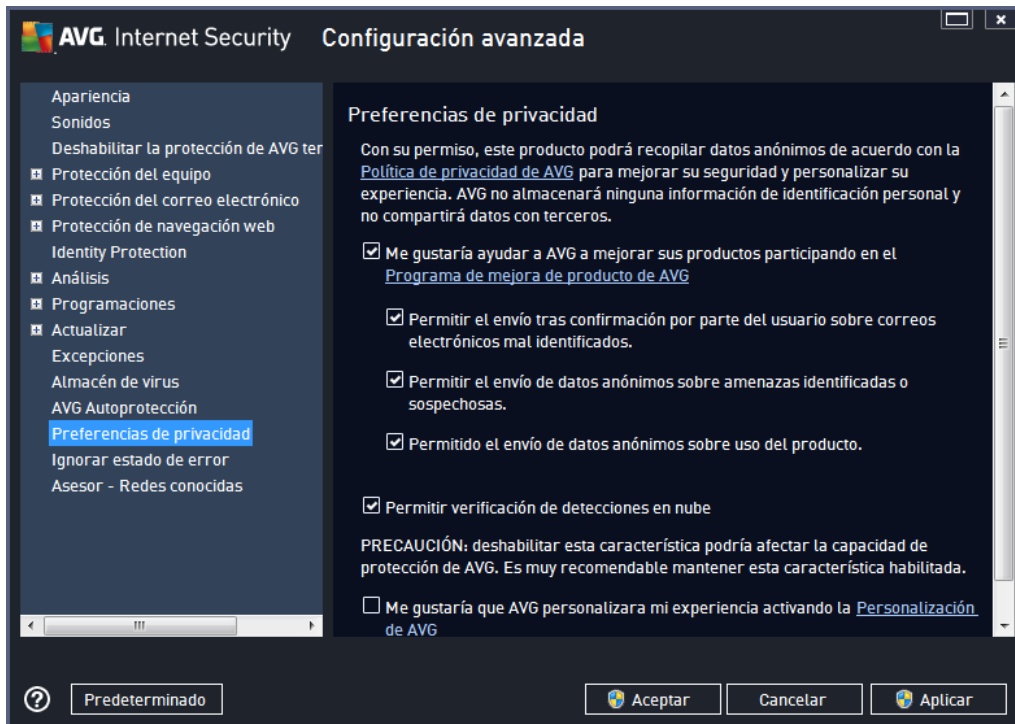 AVG. Internet Security Configuración avanzada
Apariencia
Sonidos
Deshabilitar la protección de AVG ter
Protección del equipo
Protección del correo electrónico
Protección de navegación web
Identity Protection
Análisis
Programaciones
Actualizar
Excepciones
Almacén de virus
AVG Autoprotección
Preferencias de privacidad
Ignorar estado de error
Asesor - Redes conocidas
Preferencias de privacidad
Con su permiso, este producto podrá recopilar datos anónimos de acuerdo con la
Política de privacidad de AVG para mejorar su seguridad y personalizar su
experiencia. AVG no almacenará ninguna información de identificación personal y
no compartirá datos con terceros.
Me gustaría ayudar a AVG a mejorar sus productos participando en el
Programa de mejora de producto de AVG
Permitir el envío tras confirmación por parte del usuario sobre correos
electrónicos mal identificados.
Permitir el envío de datos anónimos sobre amenazas identificadas o
sospechosas.
Permitido el envío de datos anónimos sobre uso del producto.
Permitir verificación de detecciones en nube
PRECAUCIÓN: deshabilitar esta característica podría afectar la capacidad de
protección de AVG. Es muy recomendable mantener esta característica habilitada.
Me gustaría que AVG personalizara mi experiencia activando la Personalización
de AVG
Predeterminado
Aceptar
Cancelar
Aplicar